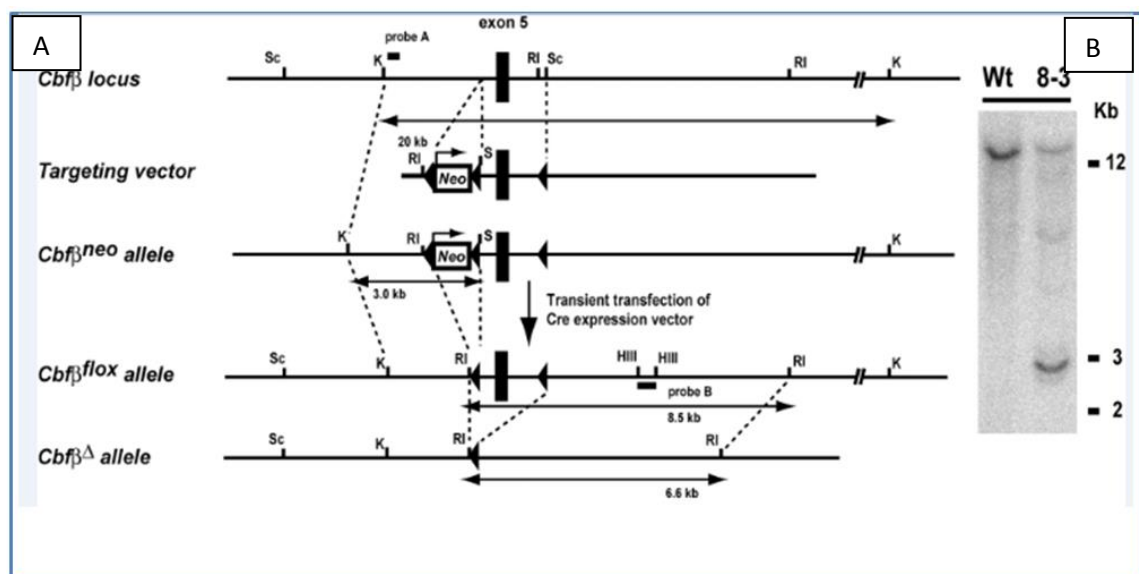 A
B
exon 5
probe A
Sc K RI Sc RI K
Cbfβ locus
Wt 8-3
Kb
20 kb
12
RI S
Neo
Targeting vector
K RI S K
Neo
Cbfβneo allele
3.0 kb
Transient transfection of
Cre expression vector
3
Sc K RI HIII HIII RI K
Cbfβflox allele
probe B
8.5 kb
2
Sc K RI RI
CbfβΔ allele
6.6 kb